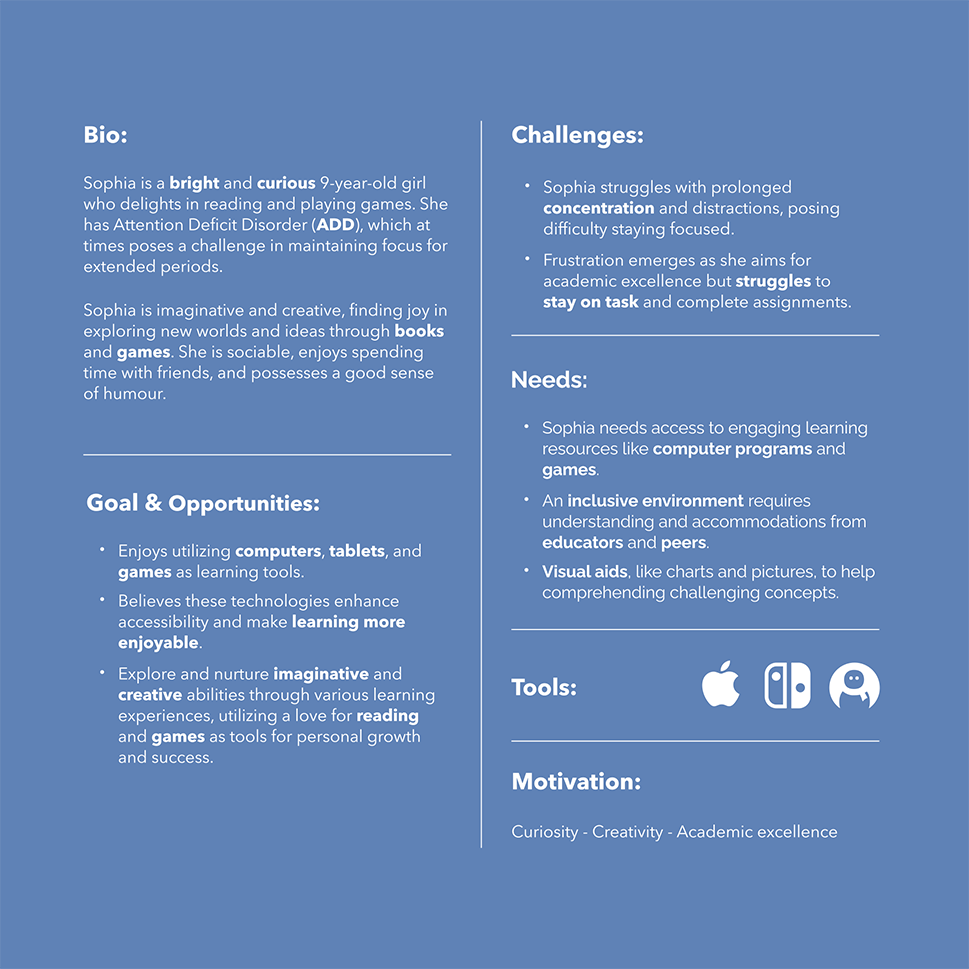 Bio:
Sophia is a bright and curious 9-year-old girl
who delights in reading and playing games. She
has Attention Deficit Disorder (ADD), which at
times poses a challenge in maintaining focus for
extended periods.
Sophia is imaginative and creative, finding joy in
exploring new worlds and ideas through books
and games. She is sociable, enjoys spending
time with friends, and possesses a good sense
of humour.
Goal & Opportunities:
• Enjoys utilizing computers, tablets, and
games as learning tools.
• Believes these technologies enhance
accessibility and make learning more
enjoyable.
• Explore and nurture imaginative and
creative abilities through various learning
experiences, utilizing a love for reading
and games as tools for personal growth
and success.
Challenges:
• Sophia struggles with prolonged
concentration and distractions, posing
difficulty staying focused.
• Frustration emerges as she aims for
academic excellence but struggles to
stay on task and complete assignments.
Needs:
• Sophia needs access to engaging learning
resources like computer programs and
games.
• An inclusive environment requires
understanding and accommodations from
educators and peers.
• Visual aids, like charts and pictures, to help
comprehending challenging concepts.
Tools:
Motivation:
Curiosity - Creativity - Academic excellence